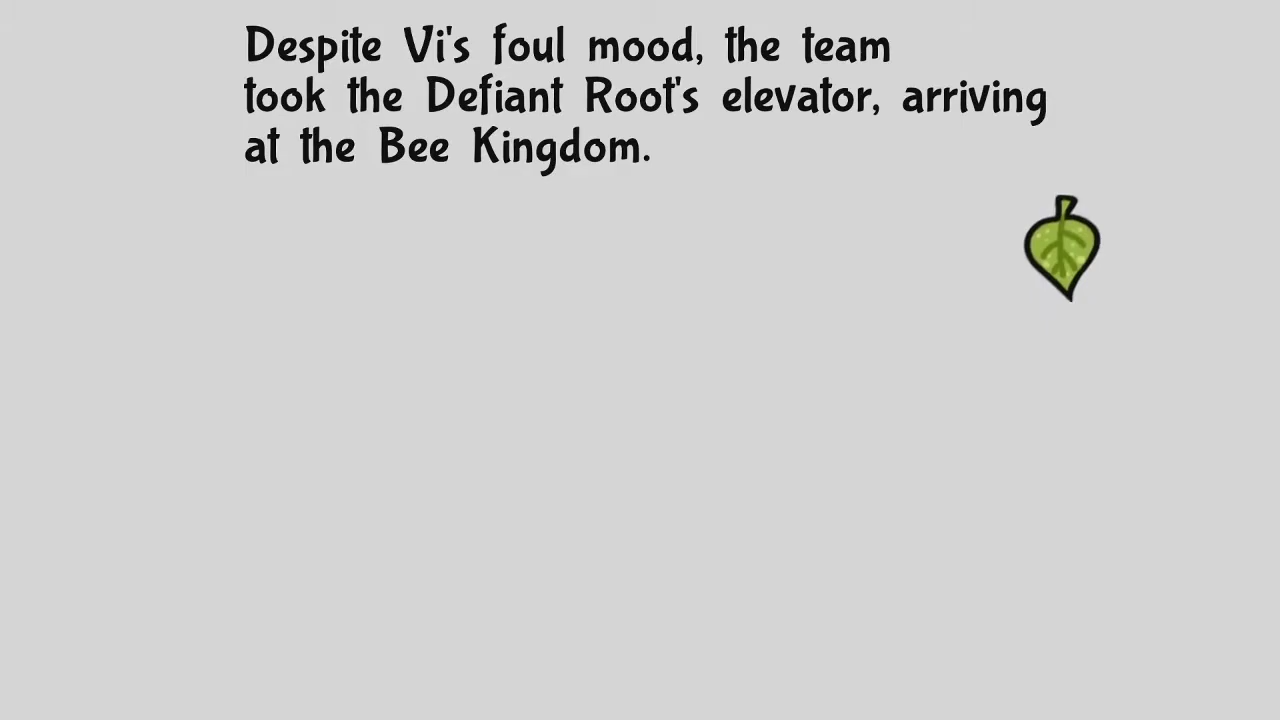 Despite Vi's foul mood, the team
took the Defiant Root's elevator, arriving
at the Bee Kingdom.